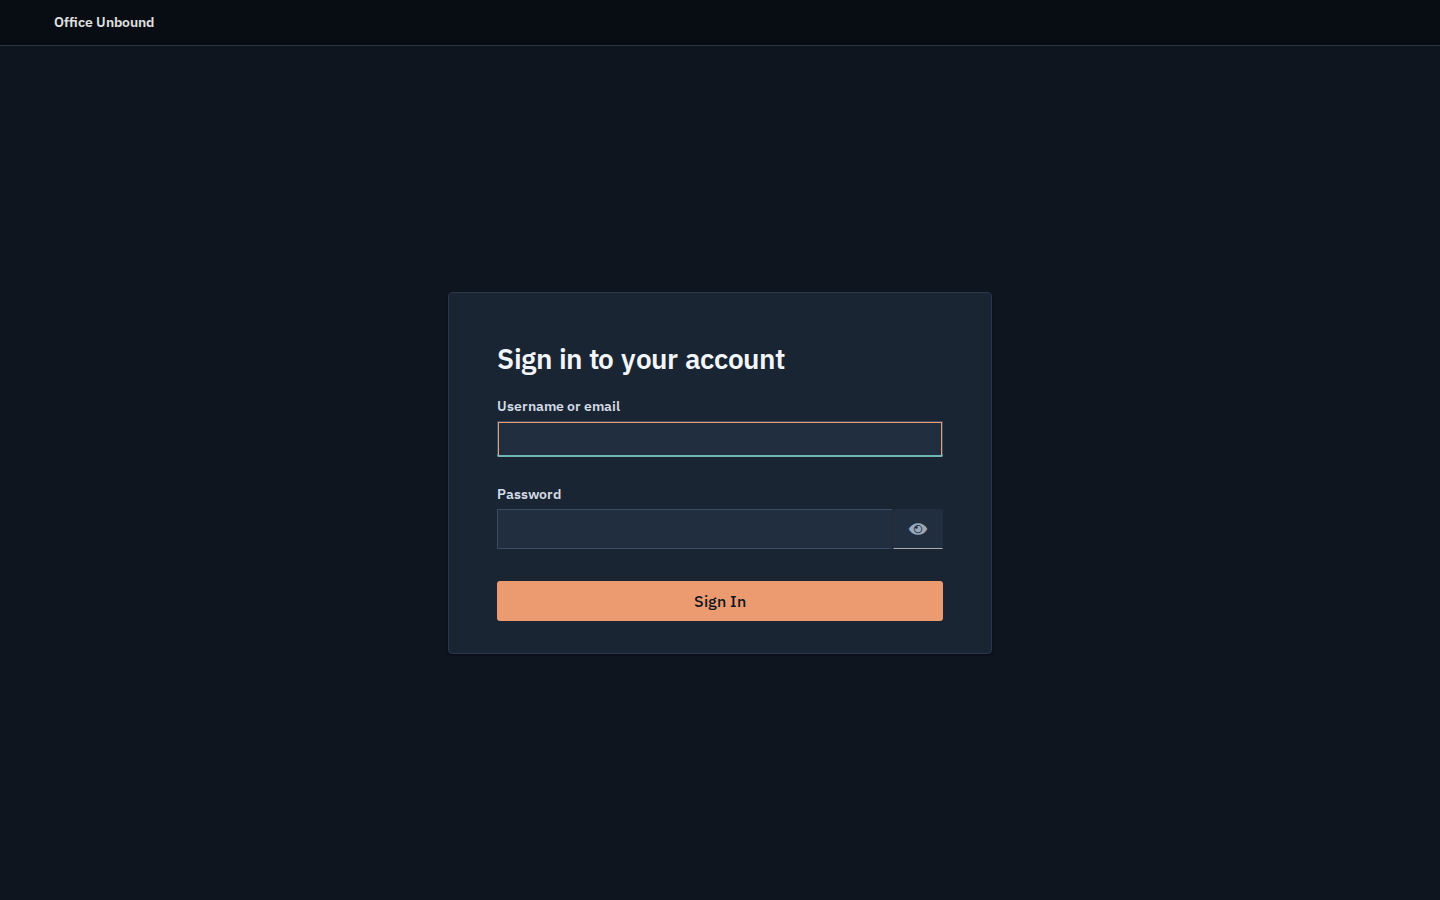 Office Unbound
Sign in to your account
Username or email
Password
Sign In